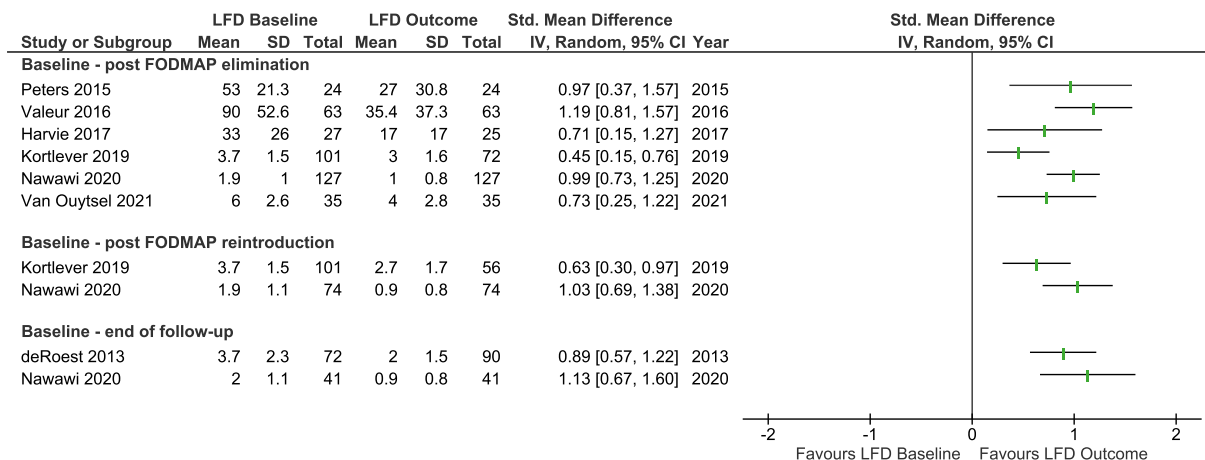 LFD Baseline LFD Outcome Std. Mean Difference Std. Mean Difference
Study or Subgroup Mean SD Total Mean SD Total IV, Random, 95% CI Year IV, Random, 95% CI
Baseline - post FODMAP elimination
Peters 2015 53 21.3 24 27 30.8 24 0.97 [0.37, 1.57] 2015
Valeur 2016 90 52.6 63 35.4 37.3 63 1.19 [0.81, 1.57] 2016
Harvie 2017 33 26 27 17 17 25 0.71 [0.15, 1.27] 2017
Kortlever 2019 3.7 1.5 101 3 1.6 72 0.45 [0.15, 0.76] 2019
Nawawi 2020 1.9 1 127 1 0.8 127 0.99 [0.73, 1.25] 2020
Van Ouytsel 2021 6 2.6 35 4 2.8 35 0.73 [0.25, 1.22] 2021
Baseline - post FODMAP reintroduction
Kortlever 2019 3.7 1.5 101 2.7 1.7 56 0.63 [0.30, 0.97] 2019
Nawawi 2020 1.9 1.1 74 0.9 0.8 74 1.03 [0.69, 1.38] 2020
Baseline - end of follow-up
deRoest 2013 3.7 2.3 72 2 1.5 90 0.89 [0.57, 1.22] 2013
Nawawi 2020 2 1.1 41 0.9 0.8 41 1.13 [0.67, 1.60] 2020
-2 -1 0 1 2
Favours LFD Baseline Favours LFD Outcome